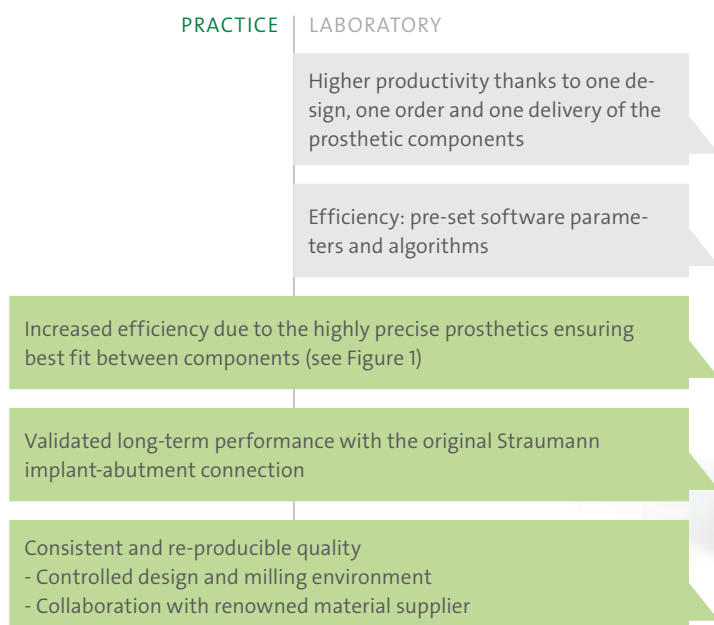 PRACTICE LABORATORY
Higher productivity thanks to one de-
sign, one order and one delivery of the
prosthetic components
Efficiency: pre-set software parame-
ters and algorithms
Increased efficiency due to the highly precise prosthetics ensuring
best fit between components (see Figure 1)
Validated long-term performance with the original Straumann
implant-abutment connection
Consistent and re-producible quality
- Controlled design and milling environment
- Collaboration with renowned material supplier